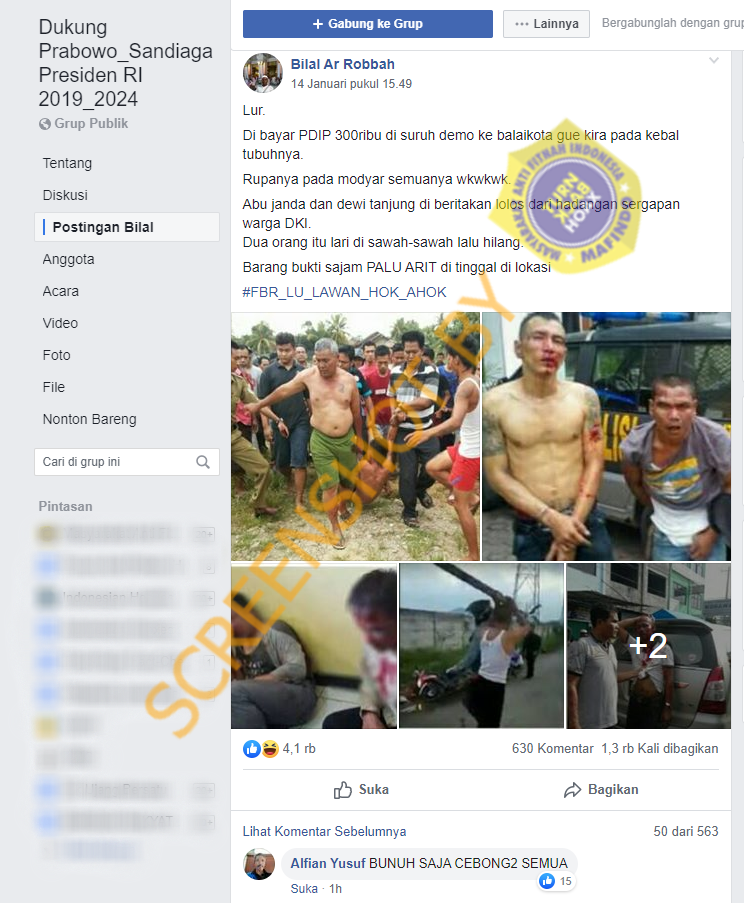 Dukung
Prabowo_Sandiaga
Presiden RI
2019_2024
Grup Publik
Tentang
Diskusi
Postingan Bilal
Anggota
Acara
Video
Foto
File
Nonton Bareng
Cari di grup ini
Pintasan
+ Gabung ke Grup
••• Lainnya
Bergabunglah dengan grup
Bilal Ar Robbah
14 Januari pukul 15.49
Lur.
Di bayar PDIP 300ribu di suruh demo ke balaikota gue kira pada kebal
tubuhnya.
Rupanya pada modyar semuanya wkwkwk.
Abu janda dan dewi tanjung di beritakan lolos dari hadangan sergapan
warga DKI.
Dua orang itu lari di sawah-sawah lalu hilang.
Barang bukti sajam PALU ARIT di tinggal di lokasi
#FBR_LU_LAWAN_HOK_AHOK
MASYARAKAT ANTI FITNAH INDONESIA
TURN
BACK
HOAX
MAFINDO
SCREENSHOT BY
+2
4,1 rb
630 Komentar 1,3 rb Kali dibagikan
Suka
Bagikan
Lihat Komentar Sebelumnya
50 dari 563
Alfian Yusuf BUNUH SAJA CEBONG2 SEMUA
15
Suka · 1h